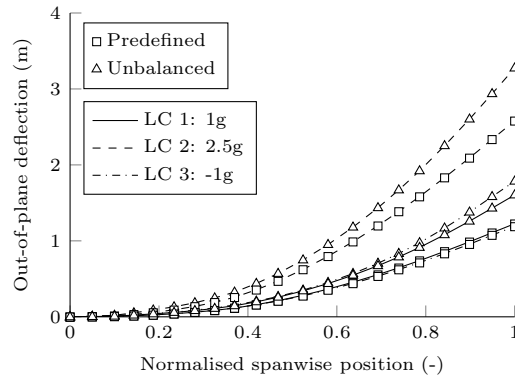 4
3
2
1
0
Out-of-plane deflection (m)
Predefined
Unbalanced
LC 1: 1g
LC 2: 2.5g
LC 3: -1g
0 0.2 0.4 0.6 0.8 1
Normalised spanwise position (-)